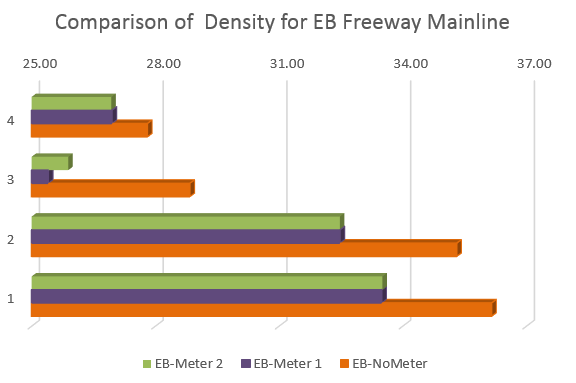 Comparison of  Density for EB Freeway Mainline
25.00 28.00 31.00 34.00 37.00
4
3
2
1
EB-Meter 2 EB-Meter 1 EB-NoMeter